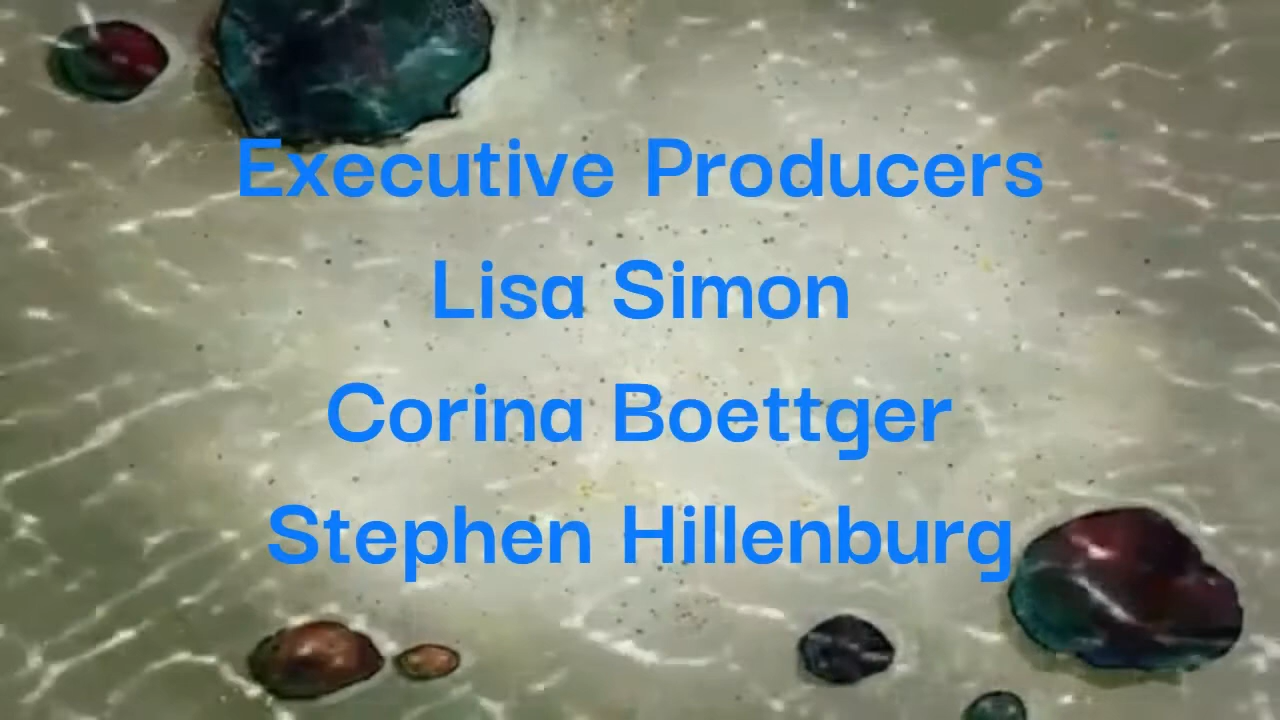 Executive Producers
Lisa Simon
Corina Boettger
Stephen Hillenburg